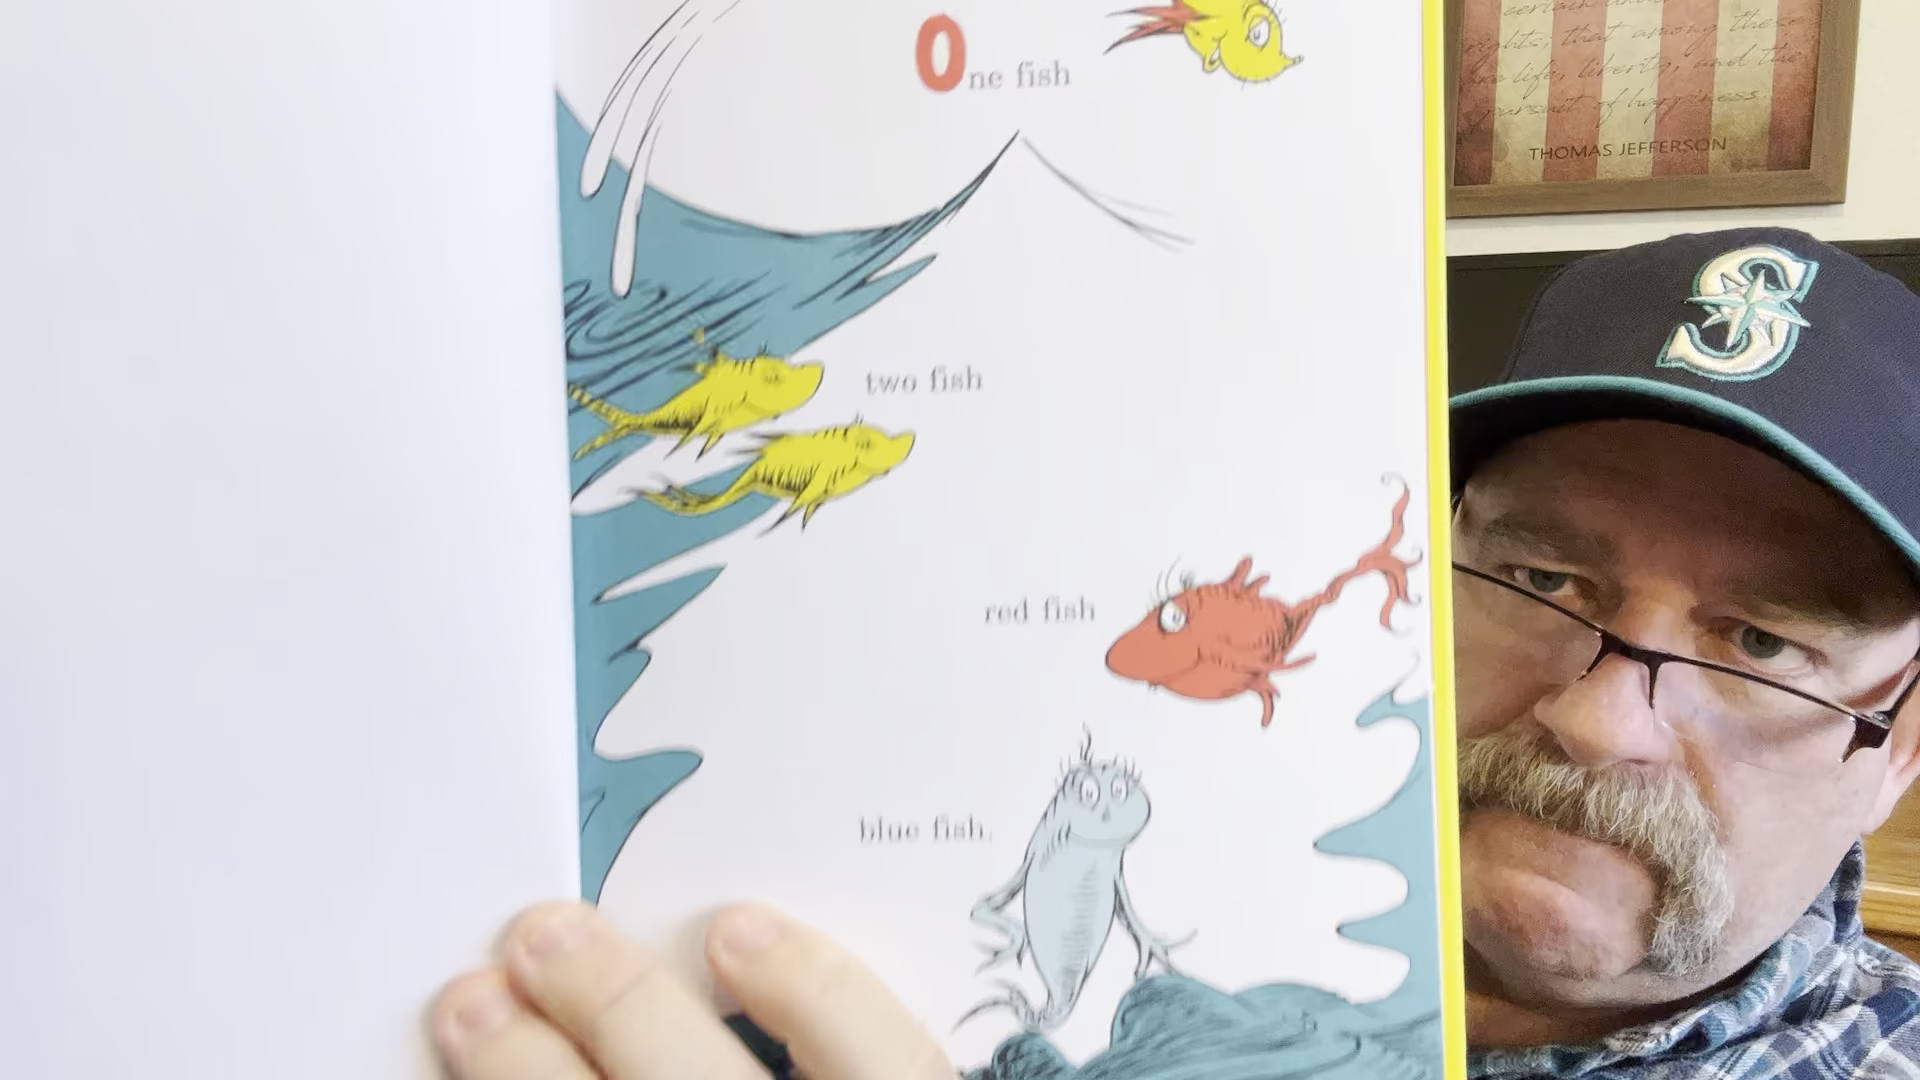 One fish
two fish
red fish
blue fish.
rights, that among these
are life, liberty, and the
pursuit of happiness.
THOMAS JEFFERSON
S